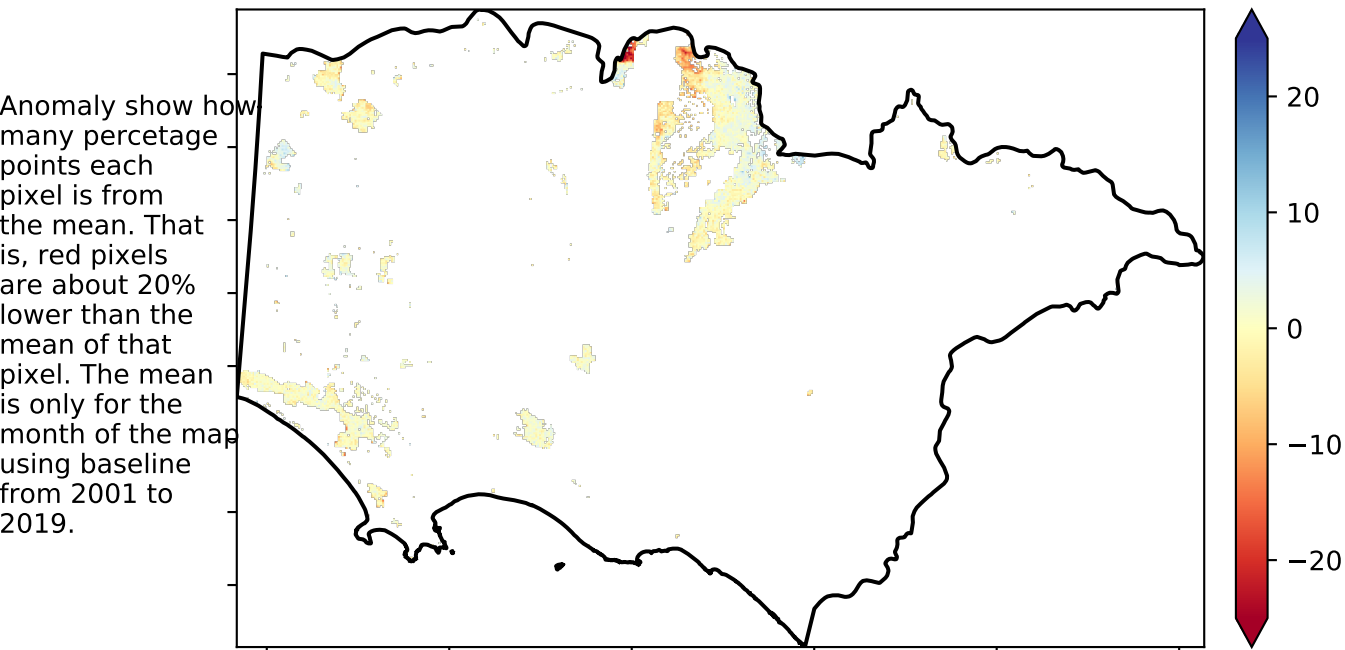 Anomaly show how
many percetage
points each
pixel is from
the mean. That
is, red pixels
are about 20%
lower than the
mean of that
pixel. The mean
is only for the
month of the map
using baseline
from 2001 to
2019.
20
10
0
−10
−20